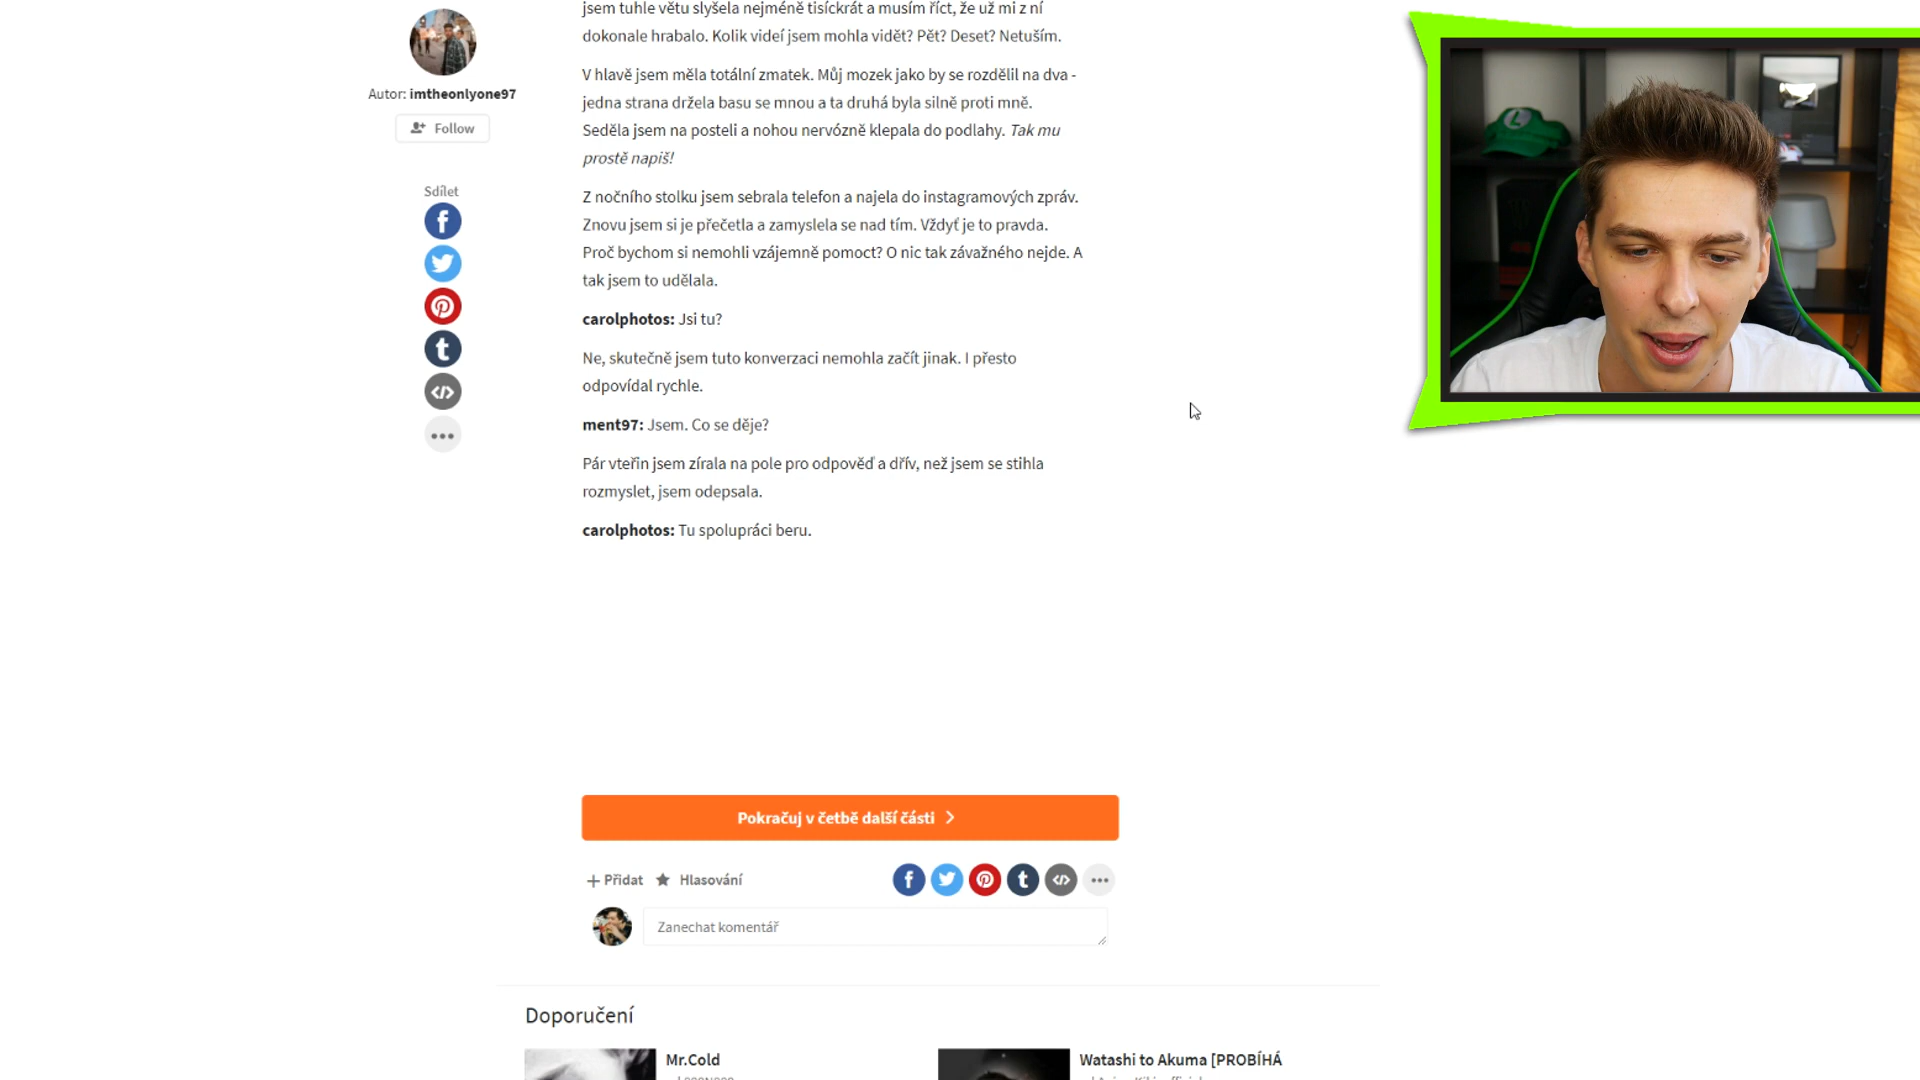 jsem tuhle větu slyšela nejméně tisíckrát a musím říct, že už mi z ní
dokonale hrabalo. Kolik videí jsem mohla vidět? Pět? Deset? Netuším.
V hlavě jsem měla totální zmatek. Můj mozek jako by se rozdělil na dva -
jedna strana držela basu se mnou a ta druhá byla silně proti mně.
Seděla jsem na posteli a nohou nervózně klepala do podlahy. Tak mu
prostě napiš!
Z nočního stolku jsem sebrala telefon a najela do instagramových zpráv.
Znovu jsem si je přečetla a zamyslela se nad tím. Vždyť je to pravda.
Proč bychom si nemohli vzájemně pomoct? O nic tak závažného nejde. A
tak jsem to udělala.
carolphotos: Jsi tu?
Ne, skutečně jsem tuto konverzaci nemohla začít jinak. I přesto
odpovídal rychle.
ment97: Jsem. Co se děje?
Pár vteřin jsem zírala na pole pro odpověď a dřív, než jsem se stihla
rozmyslet, jsem odepsala.
carolphotos: Tu spolupráci beru.
Autor: imtheonlyone97
Follow
Sdílet
Pokračuj v četbě další části
Přidat
Hlasování
Zanechat komentář
Doporučení
Mr.Cold
Watashi to Akuma [PROBÍHÁ